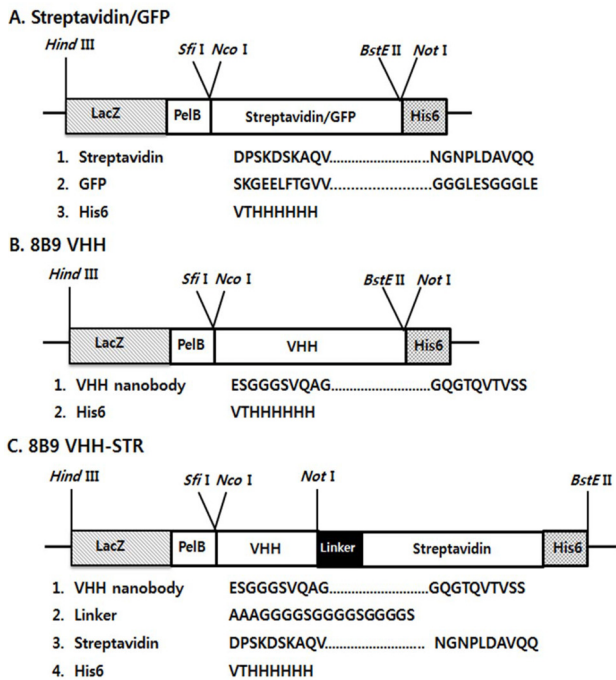 A. Streptavidin/GFP
Hind III
Sfi I Nco I
BstE II Not I
LacZ PelB Streptavidin/GFP His6
1. Streptavidin DPSKDSKAQV..............................NGNPLDAVQQ
2. GFP SKGEELFTGVV..............................GGGLESGGGLE
3. His6 VTHHHHHH
B. 8B9 VHH
Hind III
Sfi I Nco I
BstE II Not I
LacZ PelB VHH His6
1. VHH nanobody ESGGGSVQAG..............................GQGTQVTVSS
2. His6 VTHHHHHH
C. 8B9 VHH-STR
Hind III
Sfi I Nco I
Not I
BstE II
LacZ PelB VHH Linker Streptavidin His6
1. VHH nanobody ESGGGSVQAG..............................GQGTQVTVSS
2. Linker AAAGGGGSGGGGSGGGGS
3. Streptavidin DPSKDSKAQV.............................. NGNPLDAVQQ
4. His6 VTHHHHHH